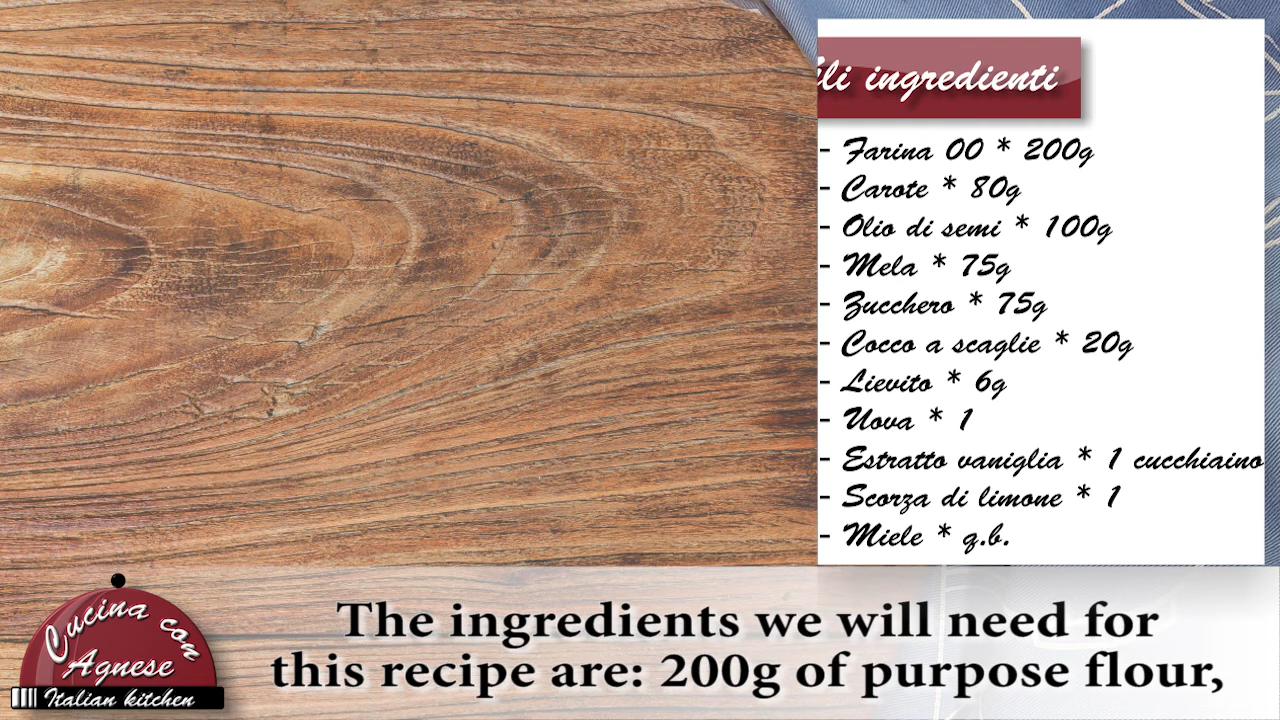 ili ingredienti
- Farina 00 * 200g
- Carote * 80g
- Olio di semi * 100g
- Mela * 75g
- Zucchero * 75g
- Cocco a scaglie * 20g
- Lievito * 6g
- Uova * 1
- Estratto vaniglia * 1 cucchiaino
- Scorza di limone * 1
- Miele * q.b.
Cucina con
Agnese
Italian kitchen
The ingredients we will need for
this recipe are: 200g of purpose flour,